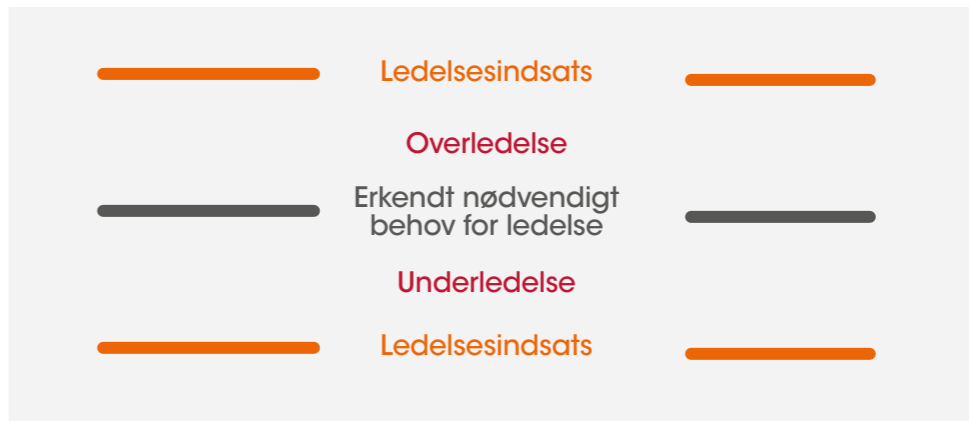 Ledelsesindsats
Overledelse
Erkendt nødvendigt
behov for ledelse
Underledelse
Ledelsesindsats